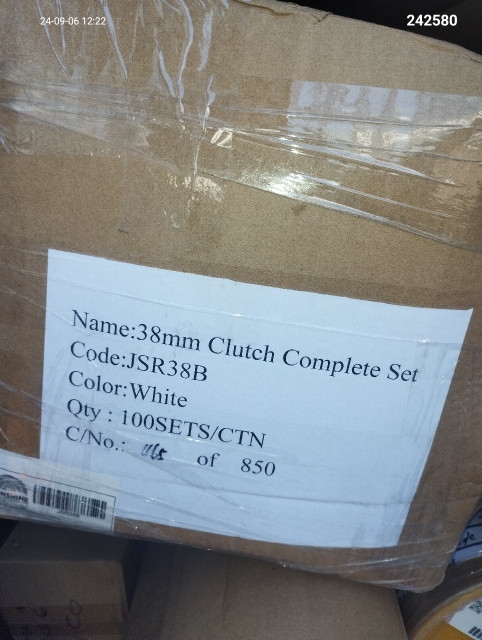 24-09-06 12:22
242580
Name:38mm Clutch Complete Set
Code:JSR38B
Color:White
Qty : 100SETS/CTN
C/No.: of 850